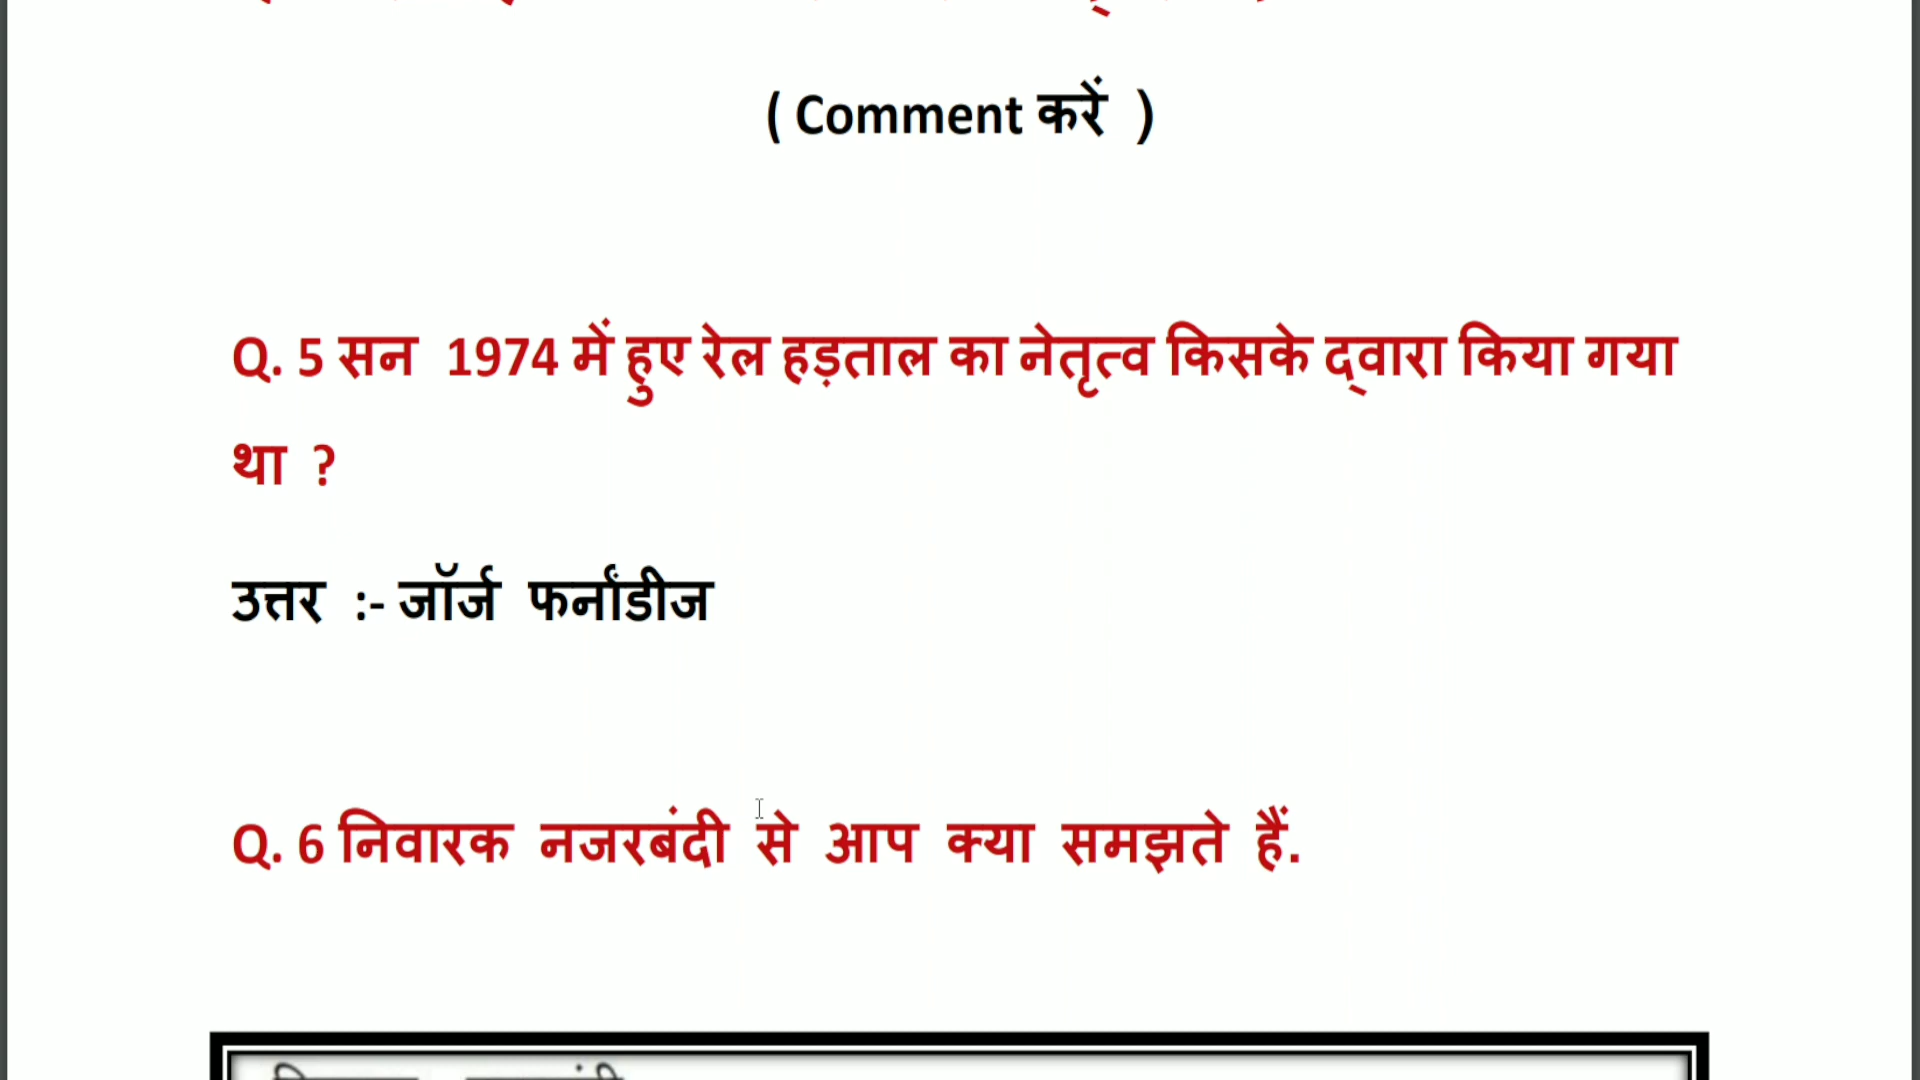 ( Comment करें )
Q. 5 सन 1974 में हुए रेल हड़ताल का नेतृत्व किसके द्वारा किया गया
था ?
उत्तर :- जॉर्ज फर्नांडीज
Q. 6 निवारक नजरबंदी से आप क्या समझते हैं.